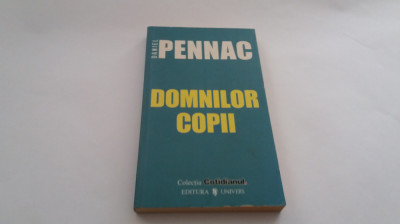 DANIEL
PENNAC
DOMNILOR
COPII
Colecția Cotidianul
EDITURA UNIVERS